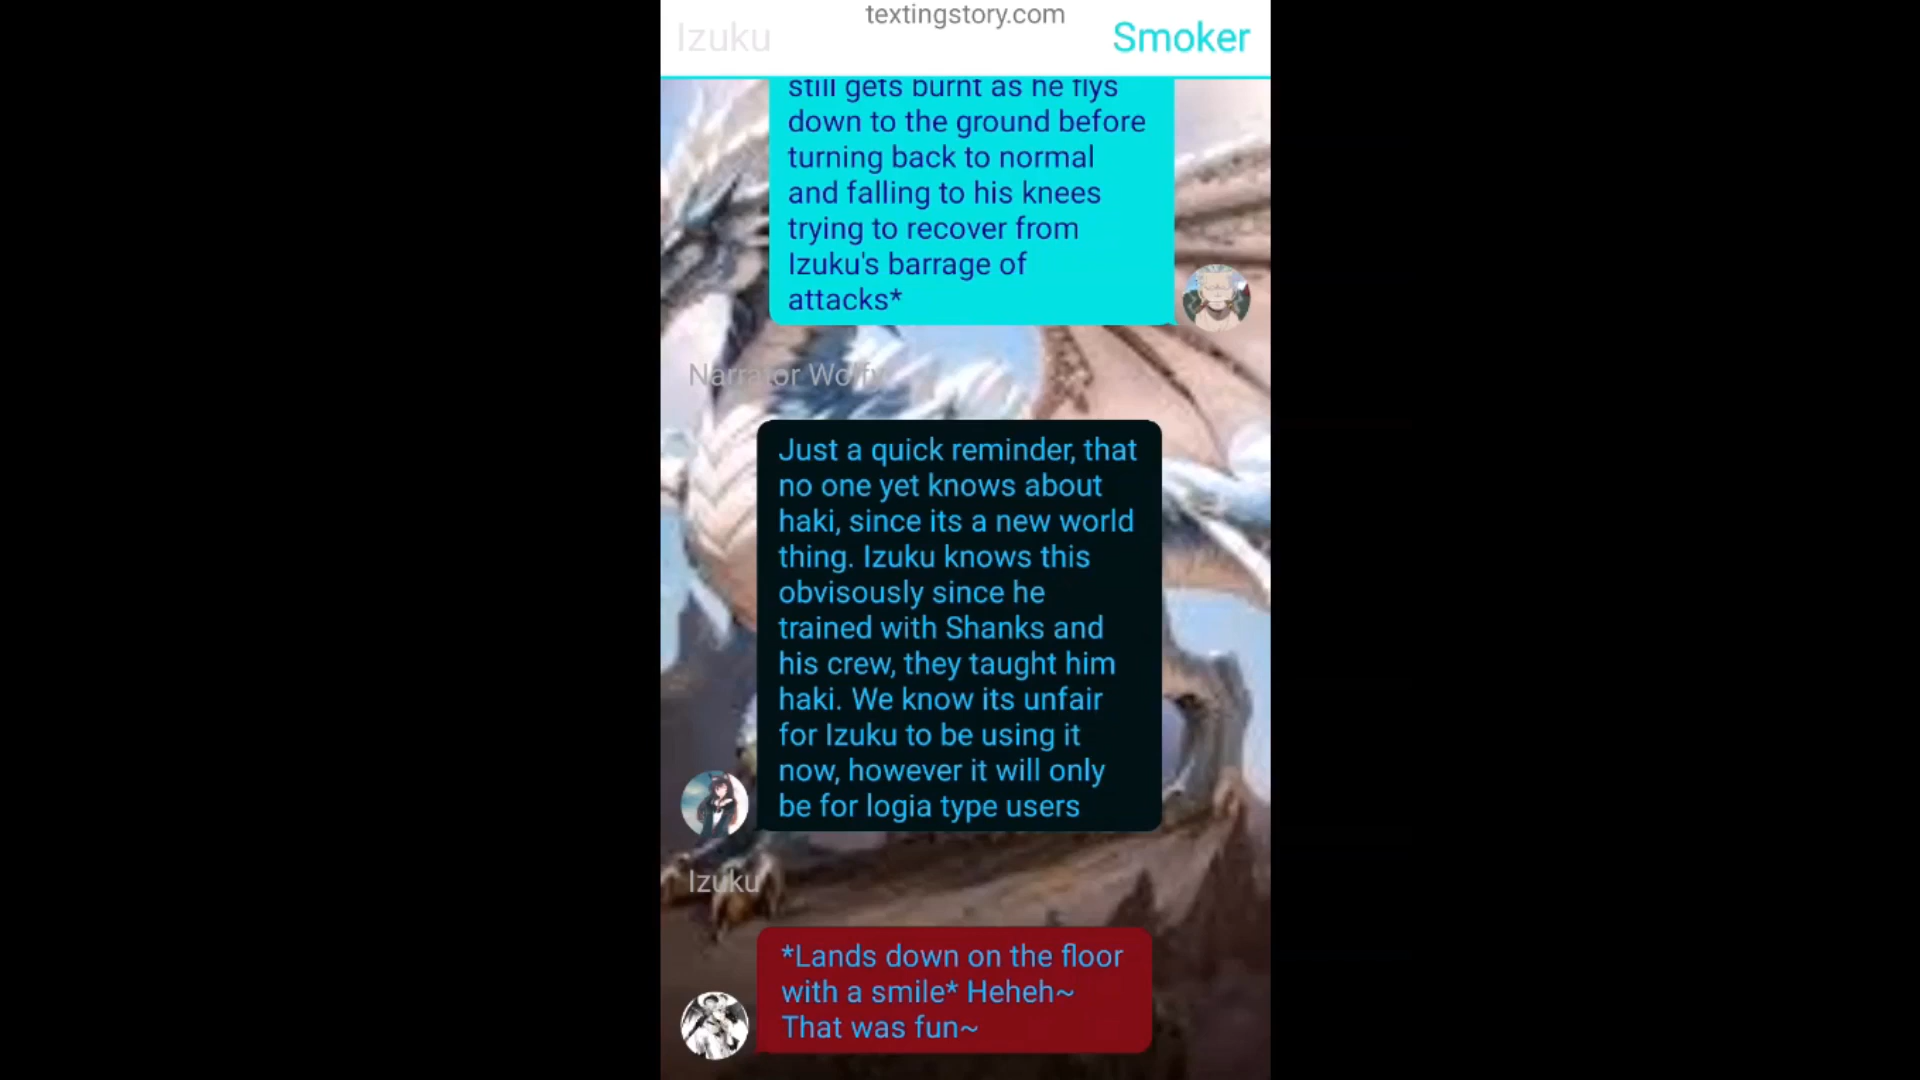 textingstory.com
Izuku
Smoker
still gets burnt as he flys
down to the ground before
turning back to normal
and falling to his knees
trying to recover from
Izuku's barrage of
attacks*
Narrator Wolfy
Just a quick reminder, that
no one yet knows about
haki, since its a new world
thing. Izuku knows this
obvisously since he
trained with Shanks and
his crew, they taught him
haki. We know its unfair
for Izuku to be using it
now, however it will only
be for logia type users
Izuku
*Lands down on the floor
with a smile* Heheh~
That was fun~